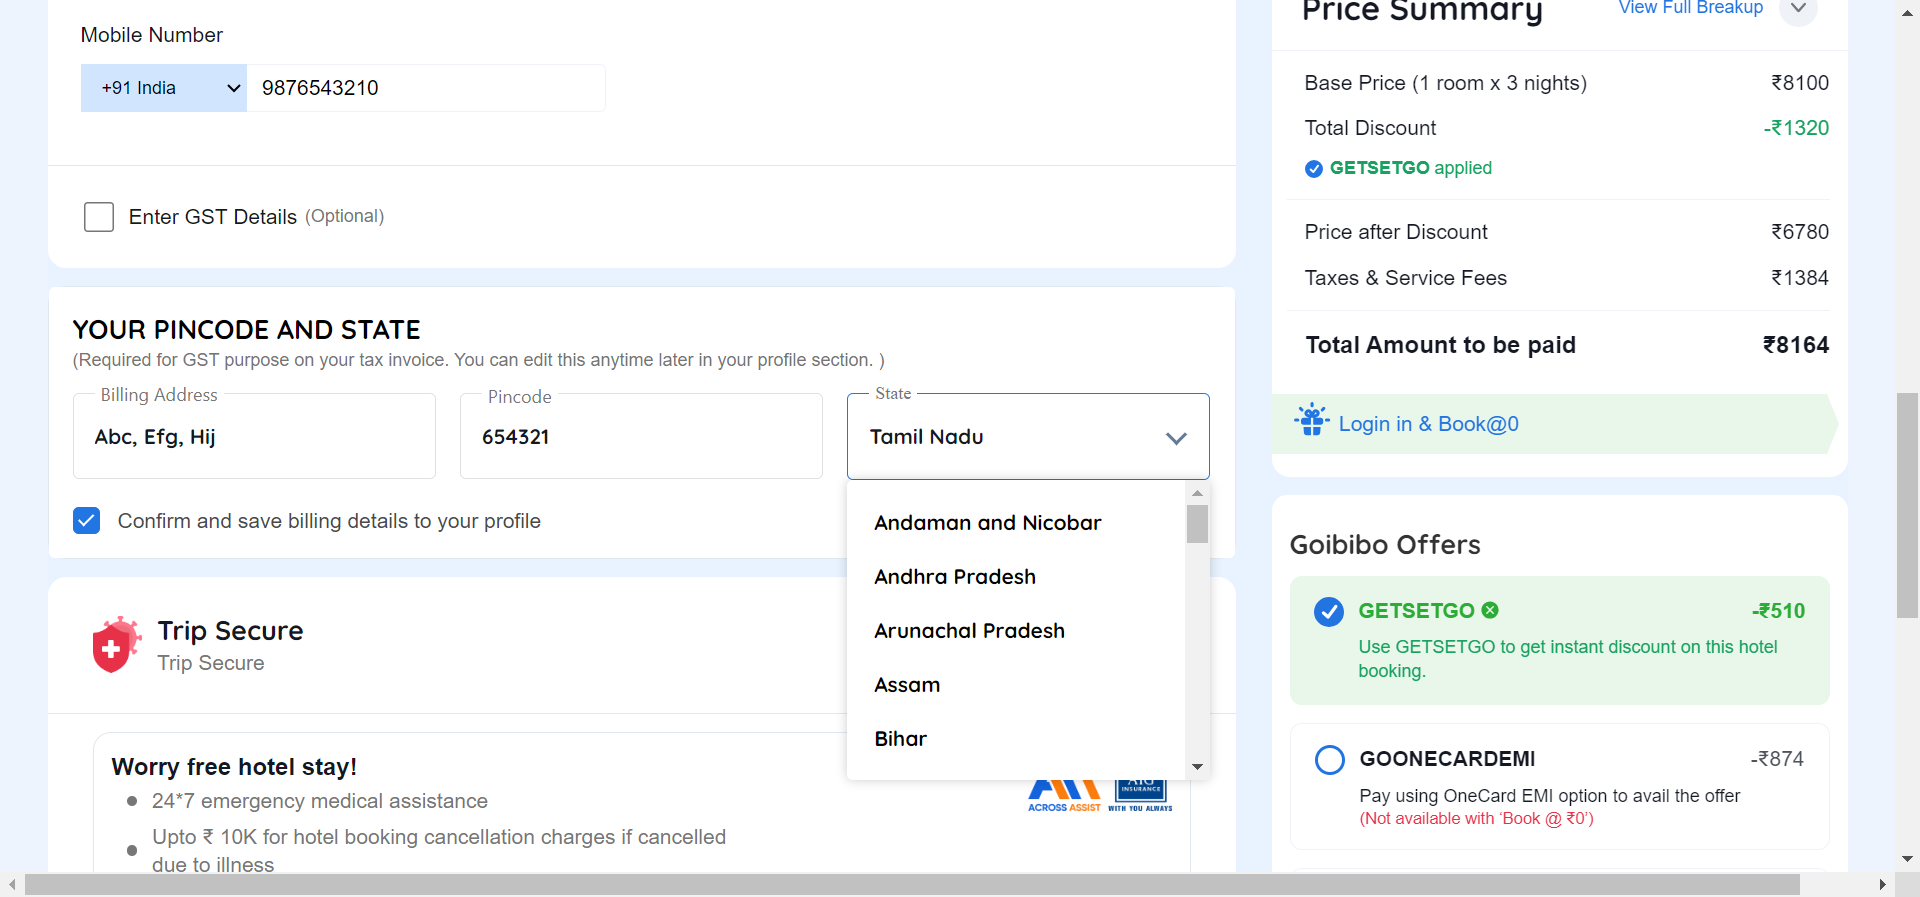 Mobile Number
+91 India
9876543210
Enter GST Details (Optional)
YOUR PINCODE AND STATE
(Required for GST purpose on your tax invoice. You can edit this anytime later in your profile section. )
Billing Address
Abc, Efg, Hij
Pincode
654321
State
Tamil Nadu
Andaman and Nicobar
Andhra Pradesh
Arunachal Pradesh
Assam
Bihar
Confirm and save billing details to your profile
Trip Secure
Trip Secure
Worry free hotel stay!
24*7 emergency medical assistance
Upto ₹ 10K for hotel booking cancellation charges if cancelled
due to illness
ACROSS ASSIST
INSURANCE
WITH YOU ALWAYS
Price Summary
View Full Breakup
Base Price (1 room x 3 nights) ₹8100
Total Discount -₹1320
GETSETGO applied
Price after Discount ₹6780
Taxes & Service Fees ₹1384
Total Amount to be paid ₹8164
Login in & Book@0
Goibibo Offers
GETSETGO -₹510
Use GETSETGO to get instant discount on this hotel
booking.
GOONECARDEMI -₹874
Pay using OneCard EMI option to avail the offer
(Not available with ‘Book @ ₹0’)